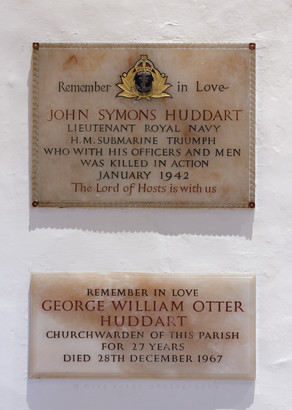 Remember in Love
JOHN SYMONS HUDDART
LIEUTENANT ROYAL NAVY
H.M. SUBMARINE TRIUMPH
WHO WITH HIS OFFICERS AND MEN
WAS KILLED IN ACTION
JANUARY 1942
The Lord of Hosts is with us
REMEMBER IN LOVE
GEORGE WILLIAM OTTER
HUDDART
CHURCHWARDEN OF THIS PARISH
FOR 27 YEARS
DIED 28TH DECEMBER 1967